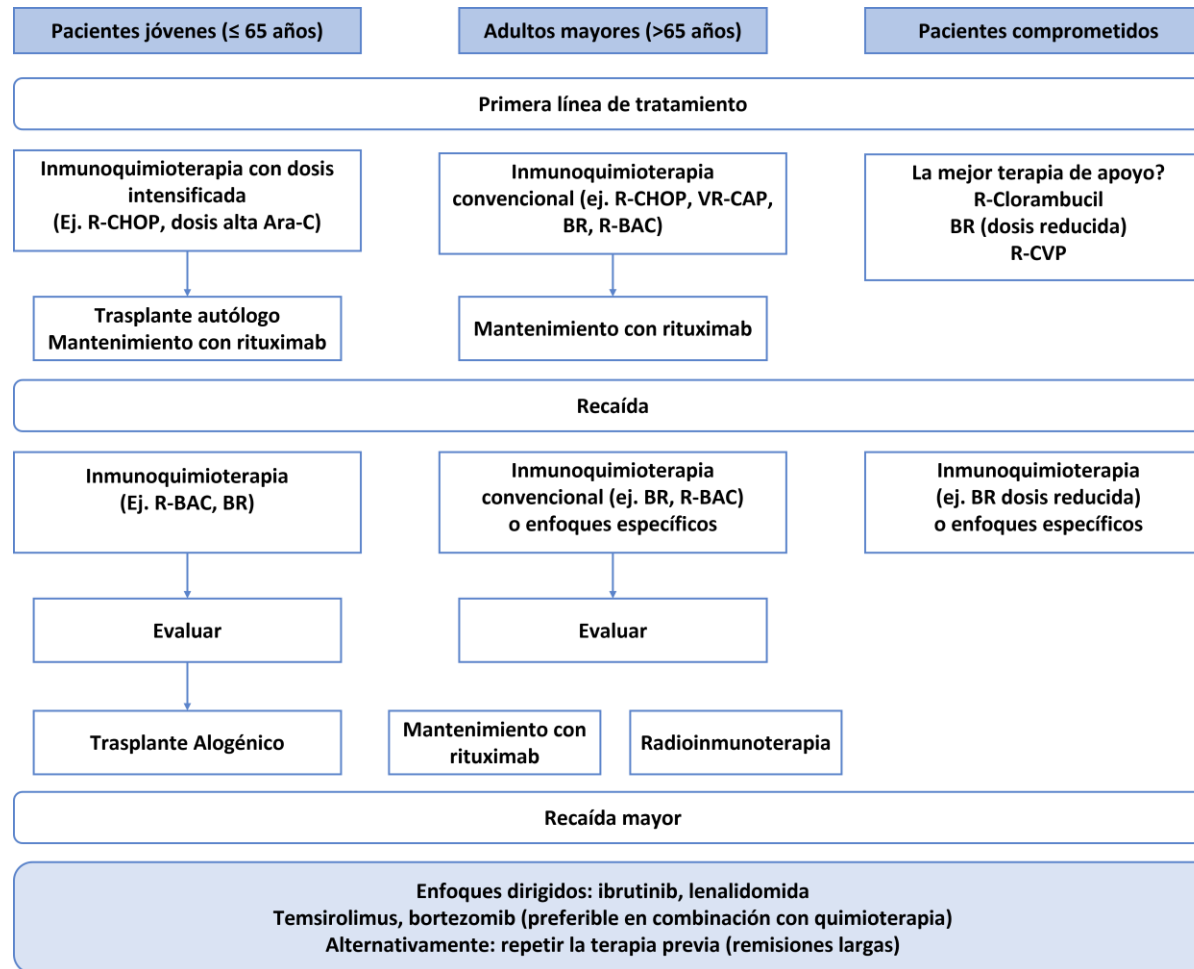 Pacientes jóvenes (≤ 65 años)
Adultos mayores (>65 años)
Pacientes comprometidos
Primera línea de tratamiento
Inmunoquimioterapia con dosis
intensificada
(Ej. R-CHOP, dosis alta Ara-C)
Inmunoquimioterapia
convencional (ej. R-CHOP, VR-CAP,
BR, R-BAC)
La mejor terapia de apoyo?
R-Clorambucil
BR (dosis reducida)
R-CVP
Trasplante autólogo
Mantenimiento con rituximab
Mantenimiento con rituximab
Recaída
Inmunoquimioterapia
(Ej. R-BAC, BR)
Inmunoquimioterapia
convencional (ej. BR, R-BAC)
o enfoques específicos
Inmunoquimioterapia
(ej. BR dosis reducida)
o enfoques específicos
Evaluar
Evaluar
Trasplante Alogénico
Mantenimiento con
rituximab
Radioinmunoterapia
Recaída mayor
Enfoques dirigidos: ibrutinib, lenalidomida
Temsirolimus, bortezomib (preferible en combinación con quimioterapia)
Alternativamente: repetir la terapia previa (remisiones largas)